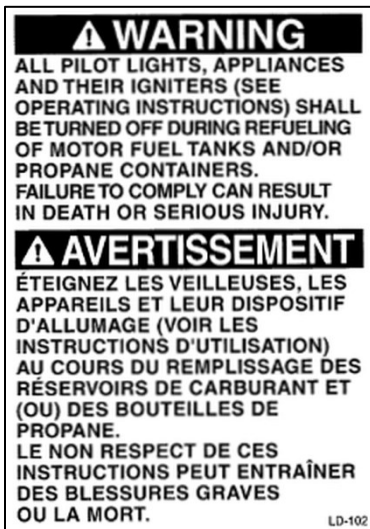 WARNING
ALL PILOT LIGHTS, APPLIANCES
AND THEIR IGNITERS (SEE
OPERATING INSTRUCTIONS) SHALL
BE TURNED OFF DURING REFUELING
OF MOTOR FUEL TANKS AND/OR
PROPANE CONTAINERS.
FAILURE TO COMPLY CAN RESULT
IN DEATH OR SERIOUS INJURY.
AVERTISSEMENT
ÉTEIGNEZ LES VEILLEUSES, LES
APPAREILS ET LEUR DISPOSITIF
D'ALLUMAGE (VOIR LES
INSTRUCTIONS D'UTILISATION)
AU COURS DU REMPLISSAGE DES
RÉSERVOIRS DE CARBURANT ET
(OU) DES BOUTEILLES DE
PROPANE.
LE NON RESPECT DE CES
INSTRUCTIONS PEUT ENTRAÎNER
DES BLESSURES GRAVES
OU LA MORT.
LD-102